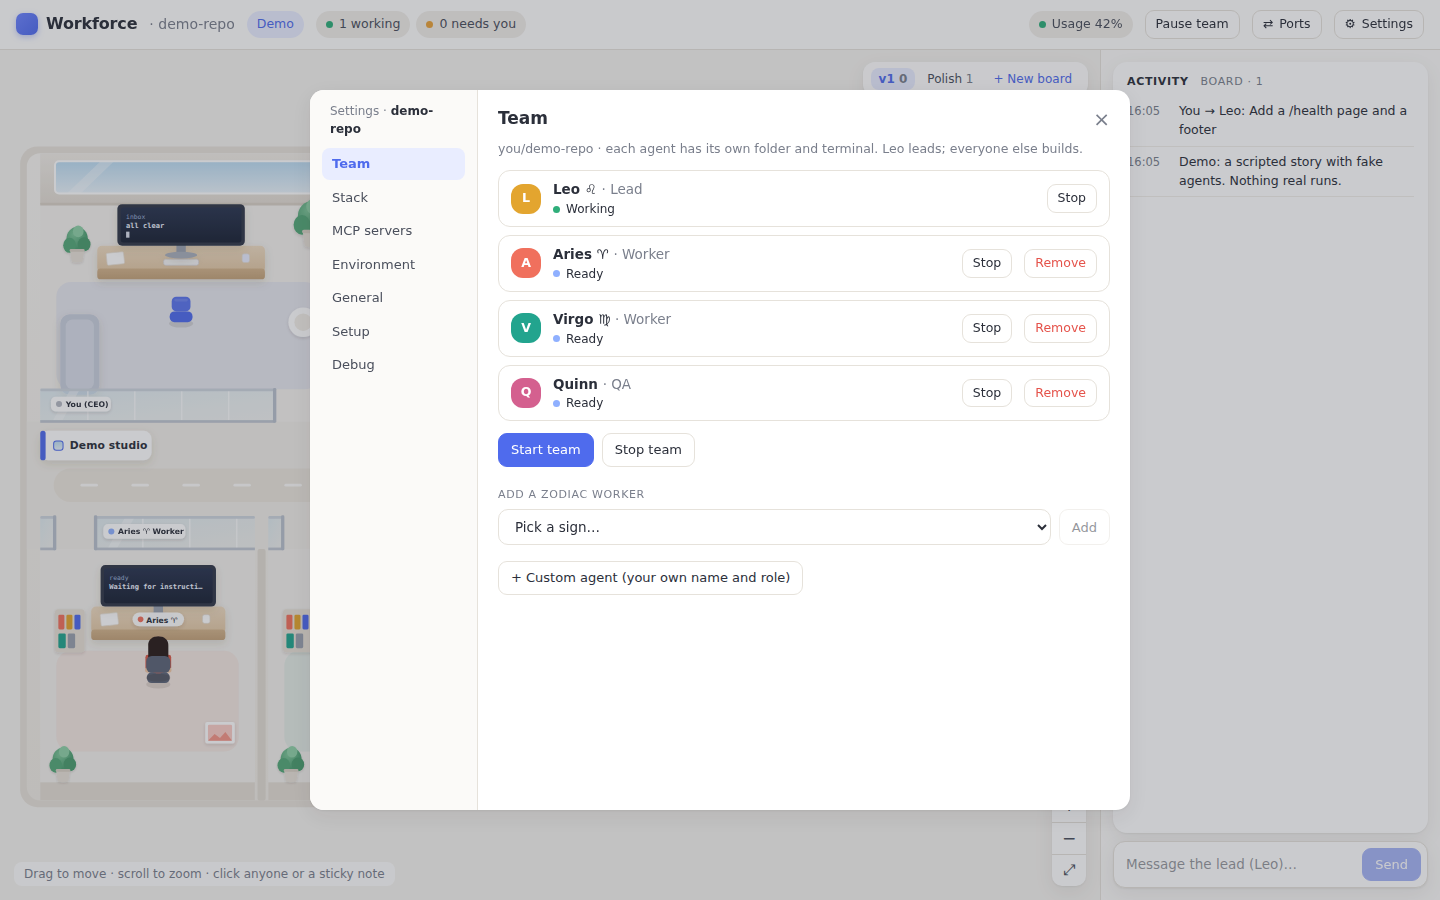 Workforce · demo-repo Demo 1 working 0 needs you Usage 42% Pause team ⇄ Ports ⚙ Settings
v1 0 Polish 1 + New board
ACTIVITY BOARD · 1
16:05 You → Leo: Add a /health page and a
footer
16:05 Demo: a scripted story with fake
agents. Nothing real runs.
Settings · demo-
repo
Team
Stack
MCP servers
Environment
General
Setup
Debug
Team
×
you/demo-repo · each agent has its own folder and terminal. Leo leads; everyone else builds.
L Leo ♌ · Lead
Working
Stop
A Aries ♈ · Worker
Ready
Stop Remove
V Virgo ♍ · Worker
Ready
Stop Remove
Q Quinn · QA
Ready
Stop Remove
Start team Stop team
ADD A ZODIAC WORKER
Pick a sign… Add
+ Custom agent (your own name and role)
inbox
all clear
You (CEO)
Demo studio
Aries ♈ Worker
ready
Waiting for instructi…
Aries ♈
Drag to move · scroll to zoom · click anyone or a sticky note
−
⤢
Message the lead (Leo)… Send